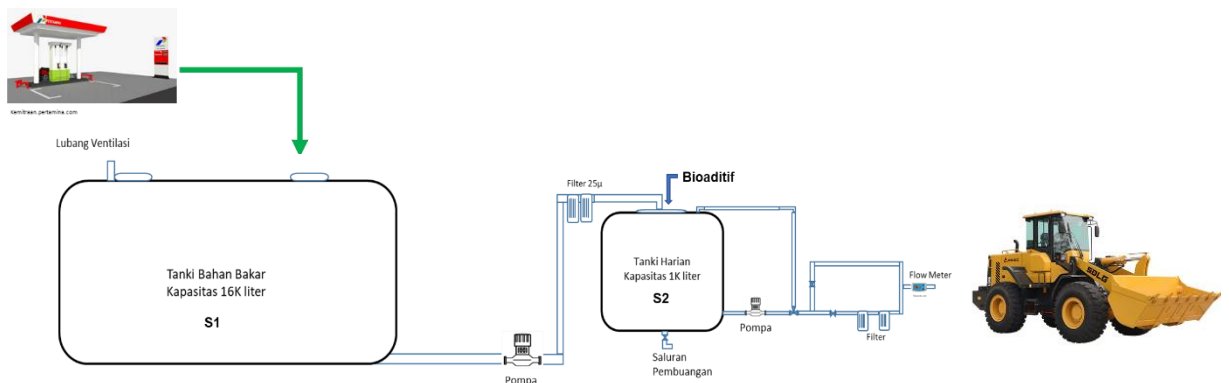 PERTAMINA
Kemitraan.pertamina.com
Lubang Ventilasi
Tanki Bahan Bakar
Kapasitas 16K liter
S1
Pompa
Filter 25µ
Bioaditif
Tanki Harian
Kapasitas 1K liter
S2
Saluran
Pembuangan
Pompa
Filter
Flow Meter
SDLG